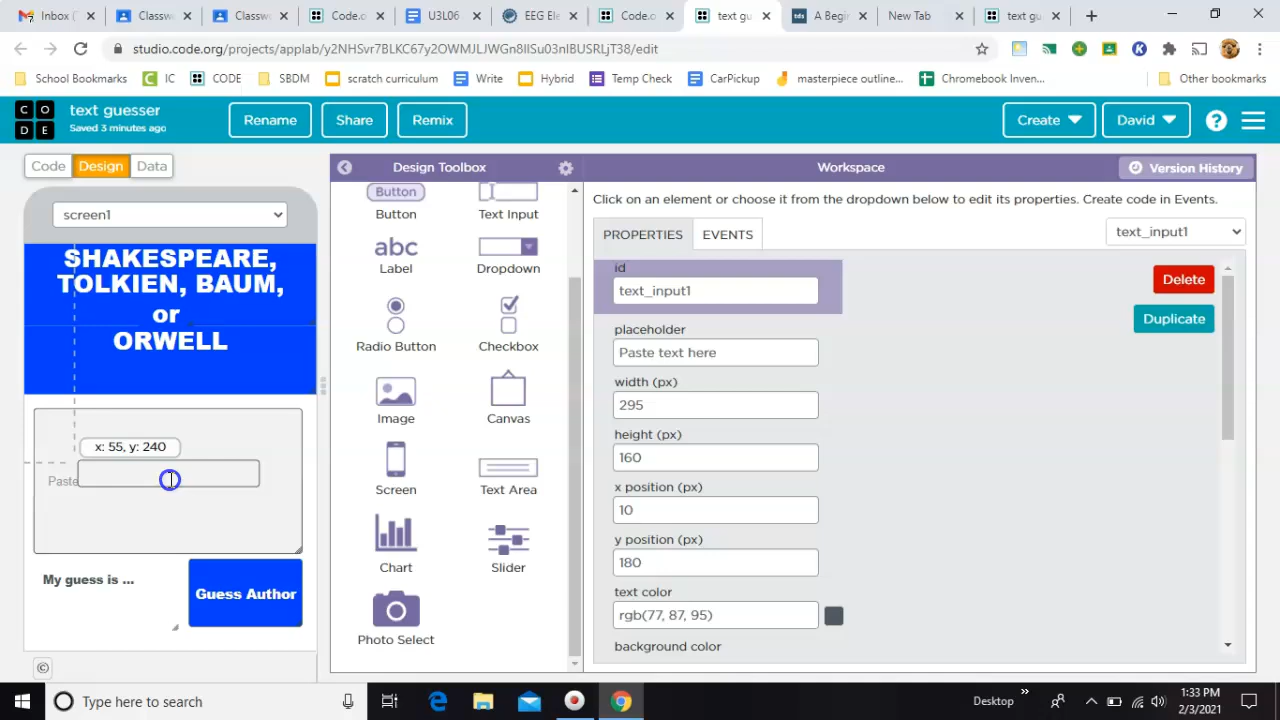 Inbox (
Classw
Classw
Code.o
U3L06
EEG Ele
Code.o
text gu
A Begi
New Tab
text gu
studio.code.org/projects/applab/y2NHSvr7BLKC67y2OWMJLJWGn8IlSu03nIBUSRLjT38/edit
School Bookmarks
IC
CODE
SBDM
scratch curriculum
Write
Hybrid
Temp Check
CarPickup
masterpiece outline...
Chromebook Inven...
Other bookmarks
C O
D E
text guesser
Saved 3 minutes ago
Rename
Share
Remix
Create
David
?
Code
Design
Data
Design Toolbox
Workspace
Version History
screen1
SHAKESPEARE,
TOLKIEN, BAUM,
or
ORWELL
x: 55, y: 240
Paste
My guess is ...
Guess Author
©
Button
Button
Text Input
abc
Label
Dropdown
Radio Button
Checkbox
Image
Canvas
Screen
Text Area
Chart
Slider
Photo Select
Click on an element or choose it from the dropdown below to edit its properties. Create code in Events.
PROPERTIES
EVENTS
text_input1
id
text_input1
Delete
Duplicate
placeholder
Paste text here
width (px)
295
height (px)
160
x position (px)
10
y position (px)
180
text color
rgb(77, 87, 95)
background color
Type here to search
Desktop
1:33 PM
2/3/2021